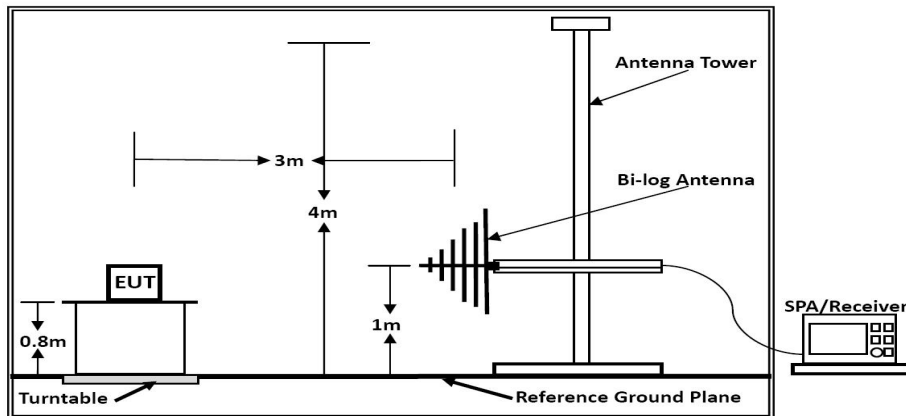 Antenna Tower
3m
Bi-log Antenna
4m
EUT
SPA/Receiver
0.8m
1m
Turntable
Reference Ground Plane